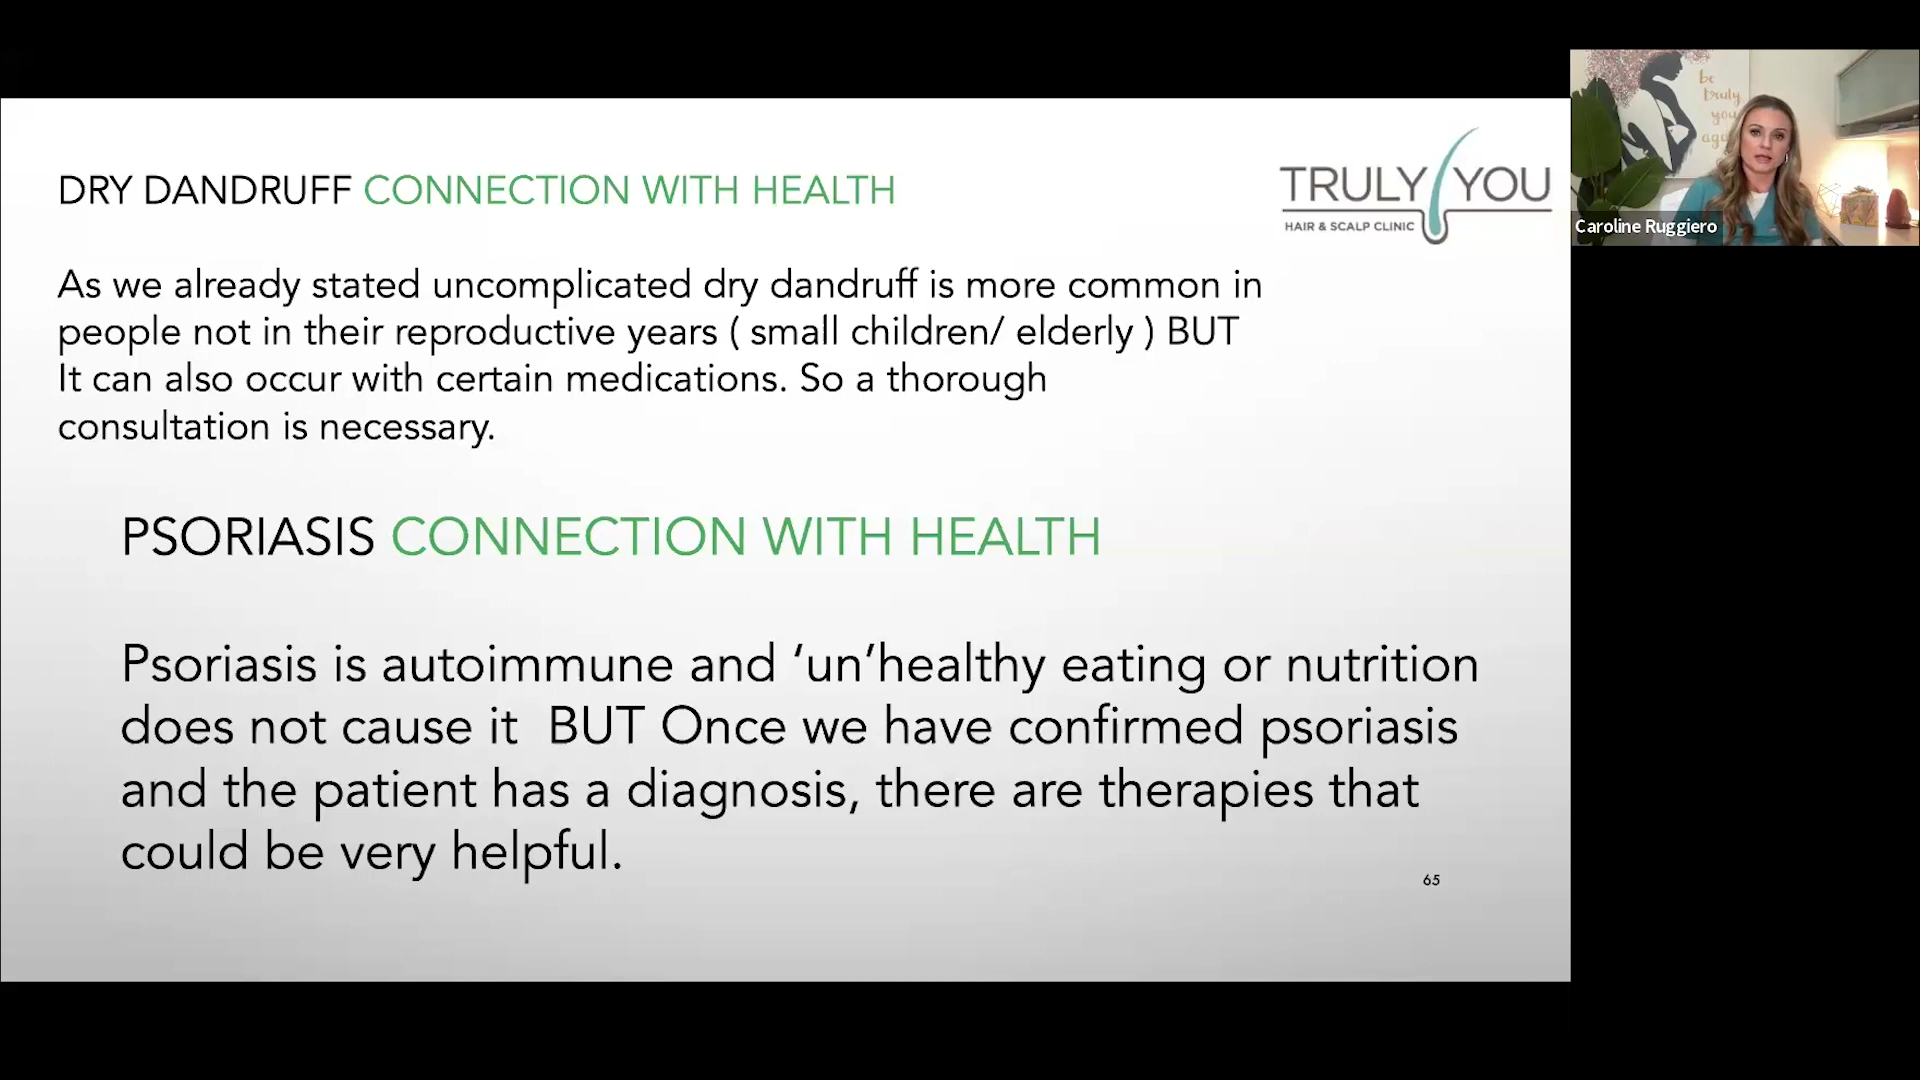 DRY DANDRUFF CONNECTION WITH HEALTH
TRULY YOU
HAIR & SCALP CLINIC
As we already stated uncomplicated dry dandruff is more common in
people not in their reproductive years ( small children/ elderly ) BUT
It can also occur with certain medications. So a thorough
consultation is necessary.
PSORIASIS CONNECTION WITH HEALTH
Psoriasis is autoimmune and ‘un’healthy eating or nutrition
does not cause it  BUT Once we have confirmed psoriasis
and the patient has a diagnosis, there are therapies that
could be very helpful.
65
be
truly
you
Caroline Ruggiero